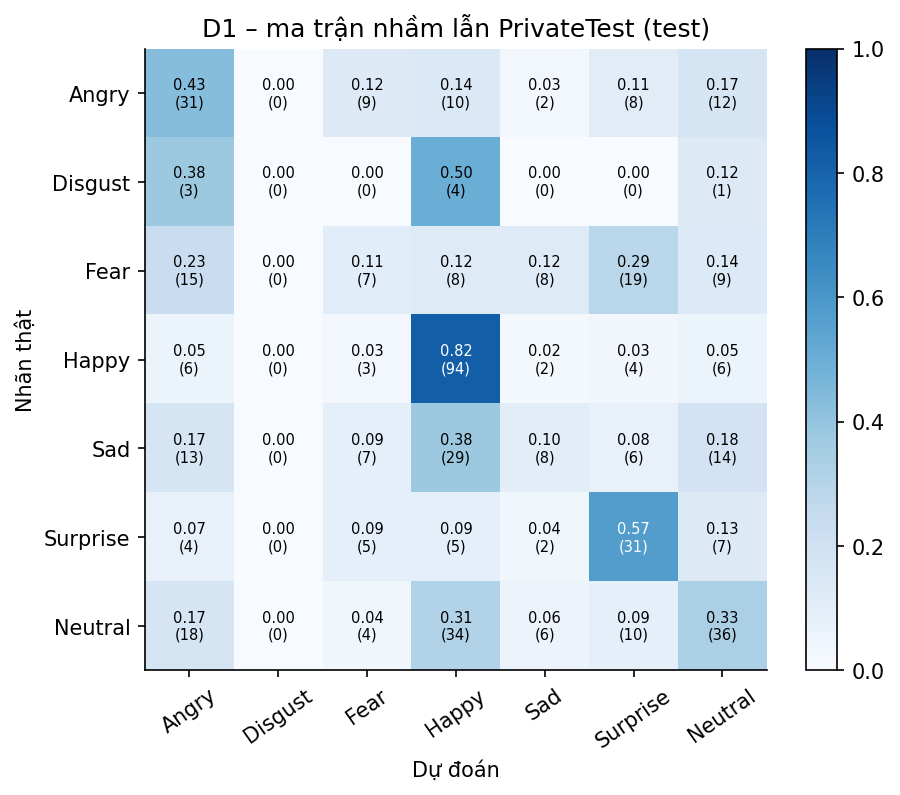 D1 – ma trận nhầm lẫn PrivateTest (test)
Nhãn thật
Angry
0.43 0.00 0.12 0.14 0.03 0.11 0.17
(31) (0) (9) (10) (2) (8) (12)
Disgust
0.38 0.00 0.00 0.50 0.00 0.00 0.12
(3) (0) (0) (4) (0) (0) (1)
Fear
0.23 0.00 0.11 0.12 0.12 0.29 0.14
(15) (0) (7) (8) (8) (19) (9)
Happy
0.05 0.00 0.03 0.82 0.02 0.03 0.05
(6) (0) (3) (94) (2) (4) (6)
Sad
0.17 0.00 0.09 0.38 0.10 0.08 0.18
(13) (0) (7) (29) (8) (6) (14)
Surprise
0.07 0.00 0.09 0.09 0.04 0.57 0.13
(4) (0) (5) (5) (2) (31) (7)
Neutral
0.17 0.00 0.04 0.31 0.06 0.09 0.33
(18) (0) (4) (34) (6) (10) (36)
Angry Disgust Fear Happy Sad Surprise Neutral
Dự đoán
1.0
0.8
0.6
0.4
0.2
0.0